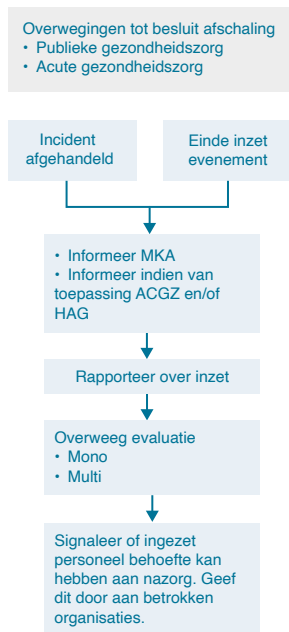 Overwegingen tot besluit afschaling
• Publieke gezondheidszorg
• Acute gezondheidszorg
Incident
afgehandeld
Einde inzet
evenement
• Informeer MKA
• Informeer indien van
toepassing ACGZ en/of
HAG
Rapporteer over inzet
Overweeg evaluatie
• Mono
• Multi
Signaleer of ingezet
personeel behoefte kan
hebben aan nazorg. Geef
dit door aan betrokken
organisaties.